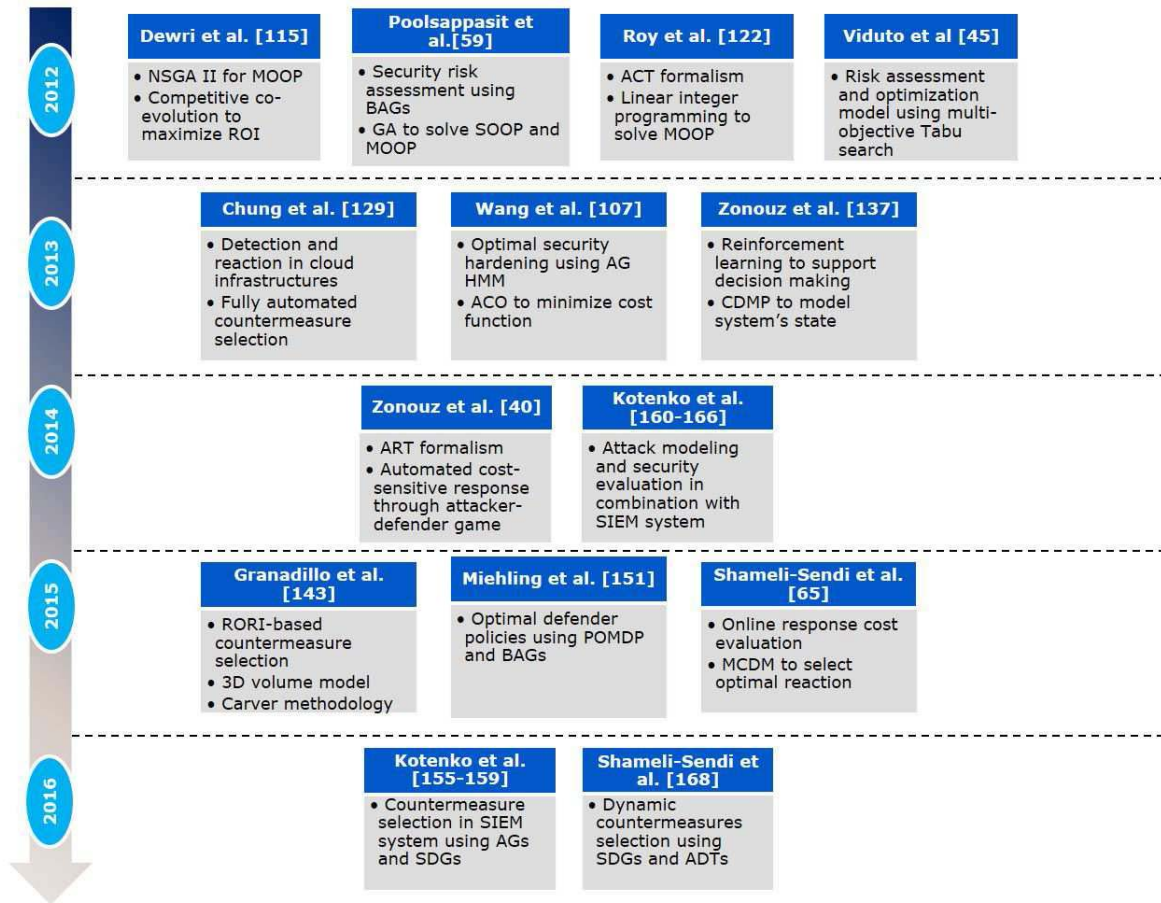 2012
Dewri et al. [115]
• NSGA II for MOOP
• Competitive co-
evolution to
maximize ROI
Poolsappasit
et al.[59]
• Security risk
assessment using
BAGs
• GA to solve SOOP and
MOOP
Roy et al. [122]
• ACT formalism
• Linear integer
programming to
solve MOOP
Viduto et al [45]
• Risk assessment
and optimization
model using multi-
objective Tabu
search
2013
Chung et al. [129]
• Detection and
reaction in cloud
infrastructures
• Fully automated
countermeasure
selection
Wang et al. [107]
• Optimal security
hardening using AG
HMM
• ACO to minimize cost
function
Zonouz et al. [137]
• Reinforcement
learning to support
decision making
• CDMP to model
system’s state
2014
Zonouz et al. [40]
• ART formalism
• Automated cost-
sensitive response
through attacker-
defender game
Kotenko et al.
[160-166]
• Attack modeling
and security
evaluation in
combination with
SIEM system
2015
Granadillo et al.
[143]
• RORI-based
countermeasure
selection
• 3D volume model
• Carver methodology
Miehling et al. [151]
• Optimal defender
policies using POMDP
and BAGs
Shameli-Sendi et al.
[65]
• Online response cost
evaluation
• MCDM to select
optimal reaction
2016
Kotenko et al.
[155-159]
• Countermeasure
selection in SIEM
system using AGs
and SDGs
Shameli-Sendi et
al. [168]
• Dynamic
countermeasures
selection using
SDGs and ADTs